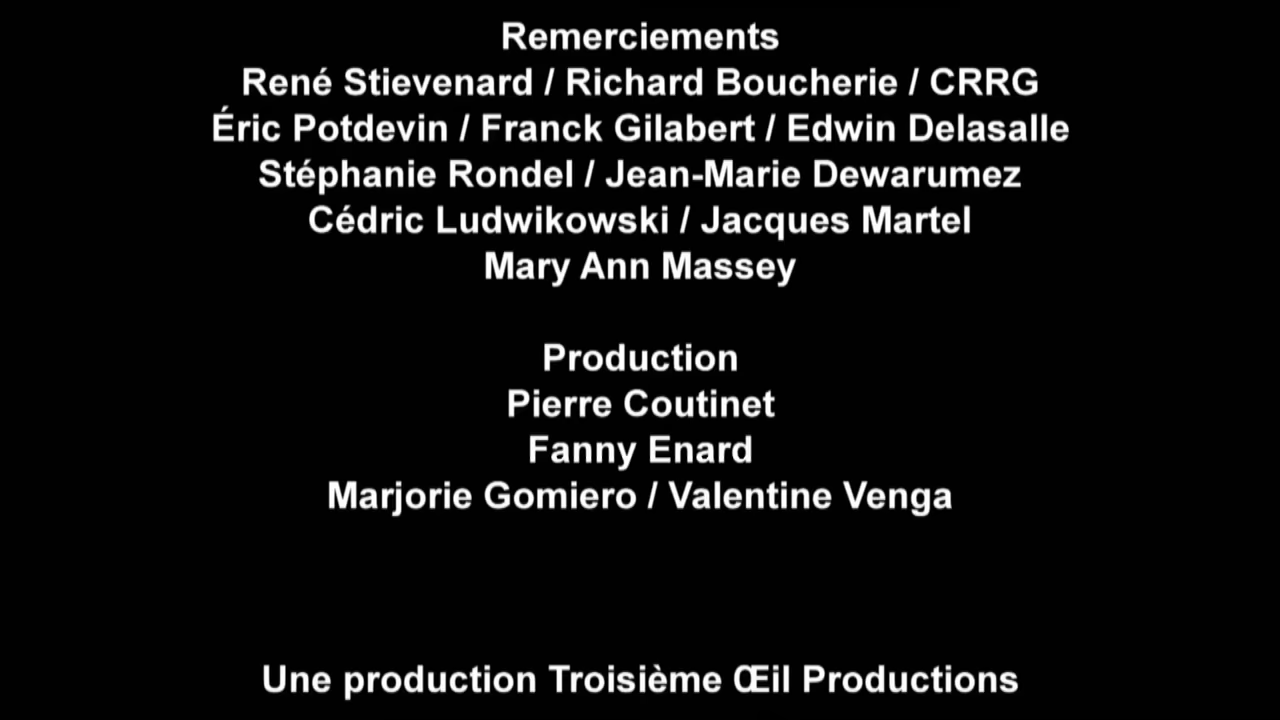 Remerciements
René Stievenard / Richard Boucherie / CRRG
Éric Potdevin / Franck Gilabert / Edwin Delasalle
Stéphanie Rondel / Jean-Marie Dewarumez
Cédric Ludwikowski / Jacques Martel
Mary Ann Massey
Production
Pierre Coutinet
Fanny Enard
Marjorie Gomiero / Valentine Venga
Une production Troisième Œil Productions